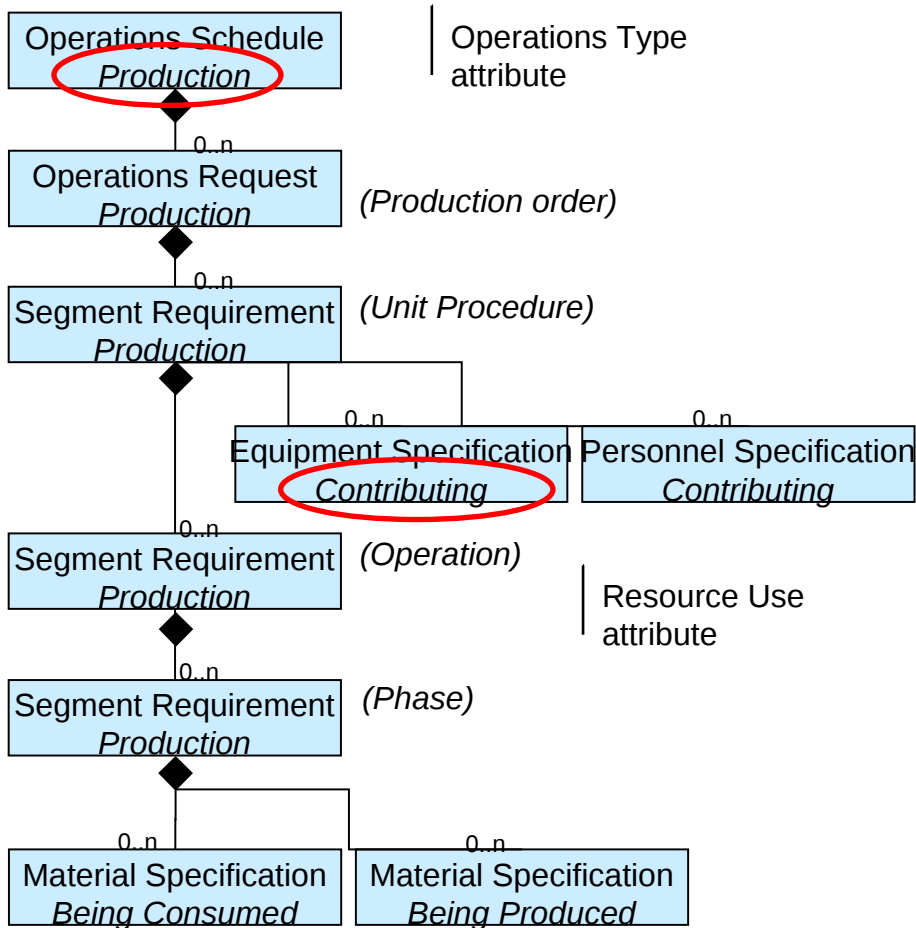 Operations Schedule
Production
Operations Type
attribute
0..n
Operations Request
Production
(Production order)
0..n
Segment Requirement
Production
(Unit Procedure)
0..n
0..n
Equipment Specification
Contributing
Personnel Specification
Contributing
0..n
Segment Requirement
Production
(Operation)
Resource Use
attribute
0..n
Segment Requirement
Production
(Phase)
0..n
0..n
Material Specification
Being Consumed
Material Specification
Being Produced